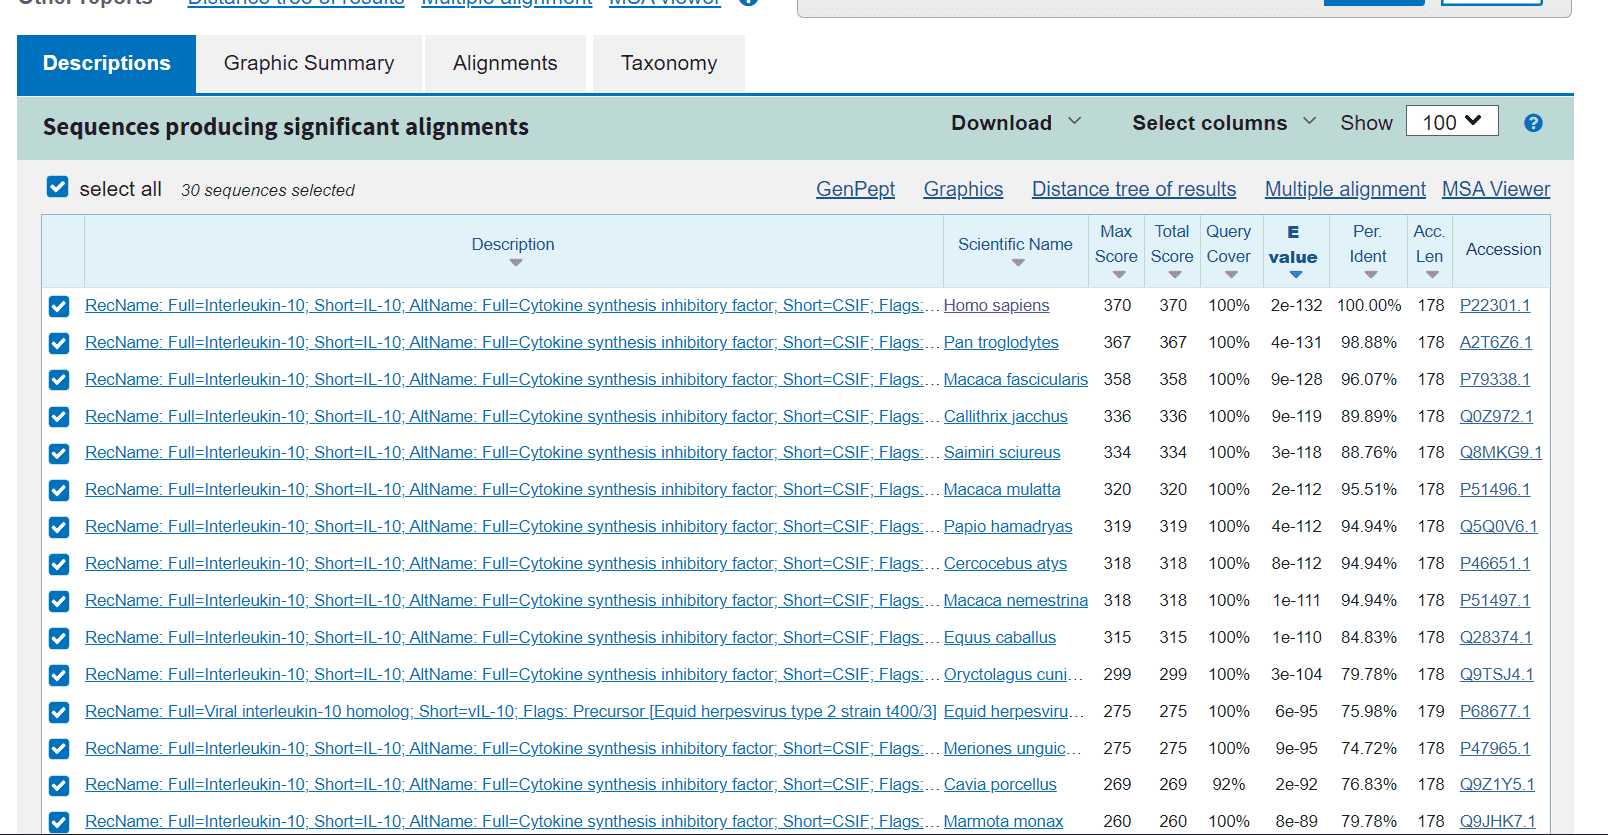 Other reports Distance tree of results Multiple alignment MSA viewer ?
Descriptions Graphic Summary Alignments Taxonomy
Sequences producing significant alignments Download Select columns Show 100 ?
select all 30 sequences selected GenPept Graphics Distance tree of results Multiple alignment MSA Viewer
Description Scientific Name Max Score Total Score Query Cover E value Per. Ident Acc. Len Accession
RecName: Full=Interleukin-10; Short=IL-10; AltName: Full=Cytokine synthesis inhibitory factor; Short=CSIF; Flags:... Homo sapiens 370 370 100% 2e-132 100.00% 178 P22301.1
RecName: Full=Interleukin-10; Short=IL-10; AltName: Full=Cytokine synthesis inhibitory factor; Short=CSIF; Flags:... Pan troglodytes 367 367 100% 4e-131 98.88% 178 A2T6Z6.1
RecName: Full=Interleukin-10; Short=IL-10; AltName: Full=Cytokine synthesis inhibitory factor; Short=CSIF; Flags:... Macaca fascicularis 358 358 100% 9e-128 96.07% 178 P79338.1
RecName: Full=Interleukin-10; Short=IL-10; AltName: Full=Cytokine synthesis inhibitory factor; Short=CSIF; Flags:... Callithrix jacchus 336 336 100% 9e-119 89.89% 178 Q0Z972.1
RecName: Full=Interleukin-10; Short=IL-10; AltName: Full=Cytokine synthesis inhibitory factor; Short=CSIF; Flags:... Saimiri sciureus 334 334 100% 3e-118 88.76% 178 Q8MKG9.1
RecName: Full=Interleukin-10; Short=IL-10; AltName: Full=Cytokine synthesis inhibitory factor; Short=CSIF; Flags:... Macaca mulatta 320 320 100% 2e-112 95.51% 178 P51496.1
RecName: Full=Interleukin-10; Short=IL-10; AltName: Full=Cytokine synthesis inhibitory factor; Short=CSIF; Flags:... Papio hamadryas 319 319 100% 4e-112 94.94% 178 Q5Q0V6.1
RecName: Full=Interleukin-10; Short=IL-10; AltName: Full=Cytokine synthesis inhibitory factor; Short=CSIF; Flags:... Cercocebus atys 318 318 100% 8e-112 94.94% 178 P46651.1
RecName: Full=Interleukin-10; Short=IL-10; AltName: Full=Cytokine synthesis inhibitory factor; Short=CSIF; Flags:... Macaca nemestrina 318 318 100% 1e-111 94.94% 178 P51497.1
RecName: Full=Interleukin-10; Short=IL-10; AltName: Full=Cytokine synthesis inhibitory factor; Short=CSIF; Flags:... Equus caballus 315 315 100% 1e-110 84.83% 178 Q28374.1
RecName: Full=Interleukin-10; Short=IL-10; AltName: Full=Cytokine synthesis inhibitory factor; Short=CSIF; Flags:... Oryctolagus cuni... 299 299 100% 3e-104 79.78% 178 Q9TSJ4.1
RecName: Full=Viral interleukin-10 homolog; Short=vIL-10; Flags: Precursor [Equid herpesvirus type 2 strain t400/3] Equid herpesviru... 275 275 100% 6e-95 75.98% 179 P68677.1
RecName: Full=Interleukin-10; Short=IL-10; AltName: Full=Cytokine synthesis inhibitory factor; Short=CSIF; Flags:... Meriones unguic... 275 275 100% 9e-95 74.72% 178 P47965.1
RecName: Full=Interleukin-10; Short=IL-10; AltName: Full=Cytokine synthesis inhibitory factor; Short=CSIF; Flags:... Cavia porcellus 269 269 92% 2e-92 76.83% 178 Q9Z1Y5.1
RecName: Full=Interleukin-10; Short=IL-10; AltName: Full=Cytokine synthesis inhibitory factor; Short=CSIF; Flags:... Marmota monax 260 260 100% 8e-89 79.78% 178 Q9JHK7.1